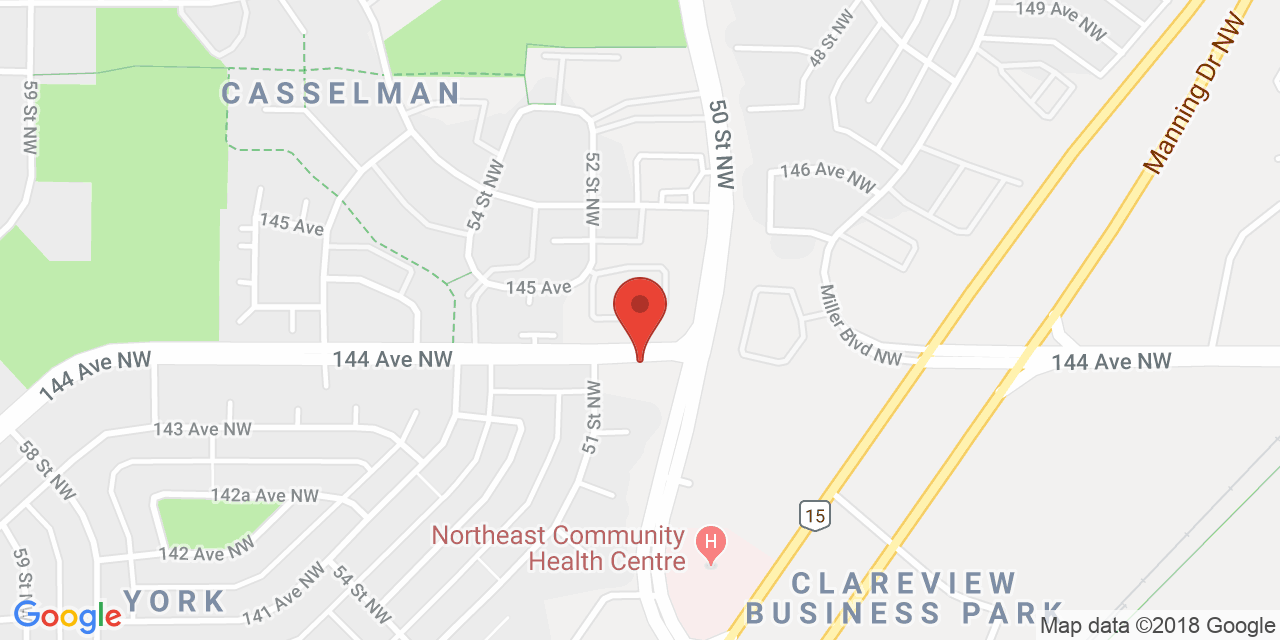 149 Ave NW
48 St NW
Manning Dr NW
59 St NW
CASSELMAN
50 St NW
52 St NW
146 Ave NW
54 St NW
145 Ave
145 Ave
Miller Blvd NW
144 Ave NW
144 Ave NW
144 Ave NW
51 St NW
143 Ave NW
58 St NW
142a Ave NW
15
Northeast Community
Health Centre
H
142 Ave NW
59 St NW
54 St NW
141 Ave NW
CLAREVIEW
BUSINESS PARK
YORK
Google
Map data ©2018 Google